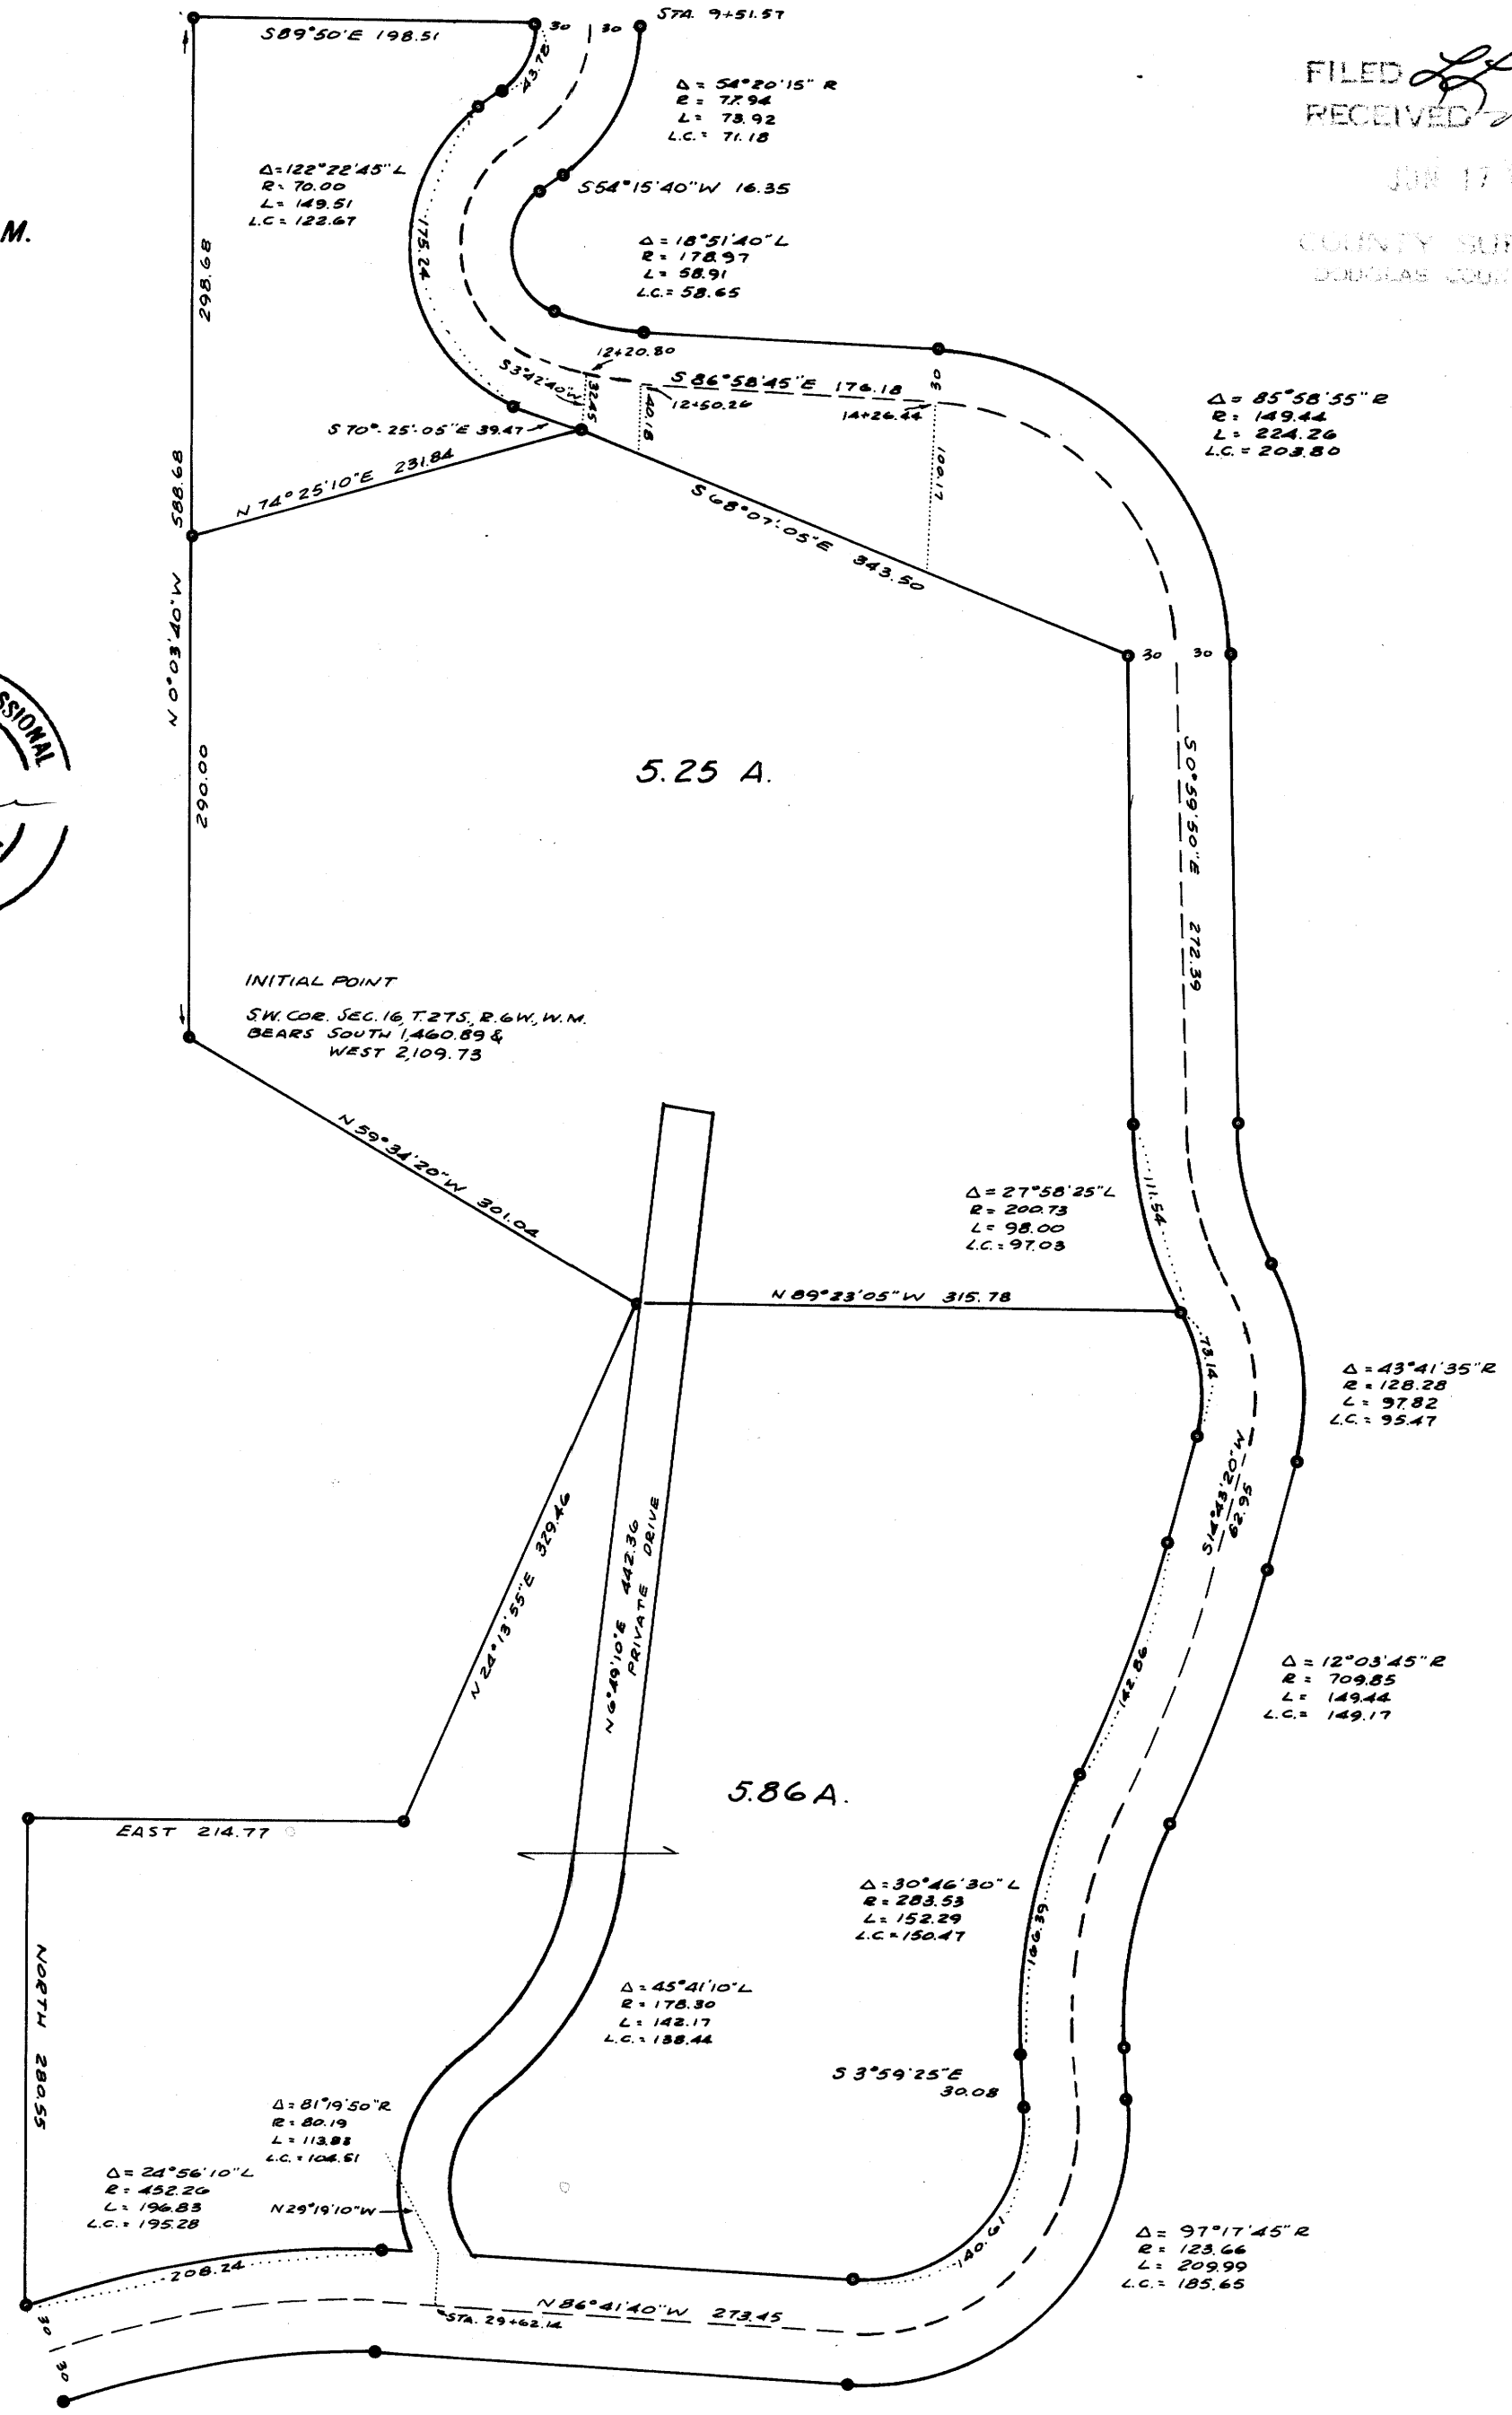 STA. 9+51.57
S89°50'E 198.51
30
30
43.78
FILED
RECEIVED
JUN 17
COUNTY SUR
DOUGLAS COUN
Δ = 54°20'15" R
R = 77.94
L = 73.92
L.C. = 71.18
Δ=122°22'45" L
R= 70.00
L = 149.51
L.C = 122.67
S54°15'40"W 16.35
M.
175.24
Δ = 18°51'40" L
R = 178.97
L = 58.91
L.C. = 58.65
298.68
12+20.80
S3°42'40"W
32.45
40.18
S 86°58'45"E 176.18
30
12+50.26
14+26.44
Δ = 85°58'55" R
R = 149.44
L = 224.26
L.C. = 203.80
S 70°-25'-05"E 39.47
N 74°25'10"E 231.84
588.68
100.17
S 68°07'-05"E 343.50
N 0°03'40"W
30
30
SSIONAL
290.00
5.25 A.
S 0°59'50"E 272.39
INITIAL POINT
S.W. COR. SEC. 16, T.27S, R.6W, W.M.
BEARS SOUTH 1,460.89 &
WEST 2,109.73
N 59°34'20"W 301.04
Δ = 27°58'25" L
R = 200.73
L = 98.00
L.C. = 97.03
111.54
N 89°23'05"W 315.78
73.14
Δ = 43°41'35" R
R = 128.28
L = 97.82
L.C. = 95.47
S14°43'20"W
62.95
N 24°13'55"E 329.46
N 6°49'10"E 442.36
PRIVATE DRIVE
142.86
Δ = 12°03'45" R
R = 709.85
L = 149.44
L.C. = 149.17
5.86 A.
EAST 214.77
Δ = 30°46'30" L
R = 283.53
L = 152.29
L.C = 150.47
166.39
NORTH 280.55
Δ = 45°41'10" L
R = 178.30
L = 142.17
L.C. = 138.44
S 3°59'25"E
30.08
Δ = 81°19'50" R
R = 80.19
L = 113.83
L.C. = 104.51
Δ = 24°56'10" L
R = 452.26
L = 196.83
L.C. = 195.28
N 29°19'10"W
140.61
Δ = 97°17'45" R
R = 123.66
L = 209.99
L.C. = 185.65
208.24
N 86°41'40"W 273.45
STA. 29+62.14
30
30